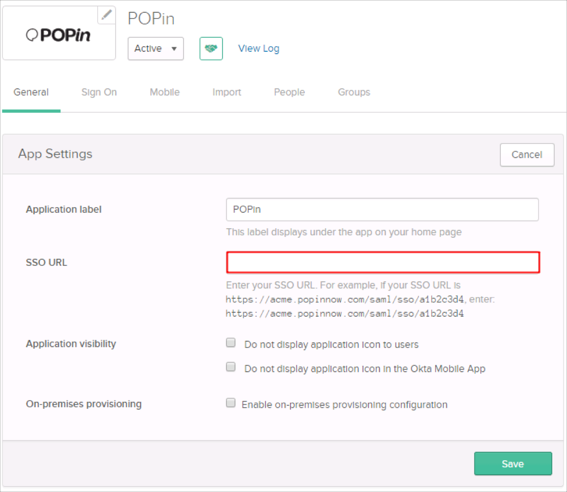 POPin
POPin
Active
View Log
General
Sign On
Mobile
Import
People
Groups
App Settings
Cancel
Application label
POPin
This label displays under the app on your home page
SSO URL
Enter your SSO URL. For example, if your SSO URL is
https://acme.popinnow.com/saml/sso/a1b2c3d4, enter:
https://acme.popinnow.com/saml/sso/a1b2c3d4
Application visibility
Do not display application icon to users
Do not display application icon in the Okta Mobile App
On-premises provisioning
Enable on-premises provisioning configuration
Save